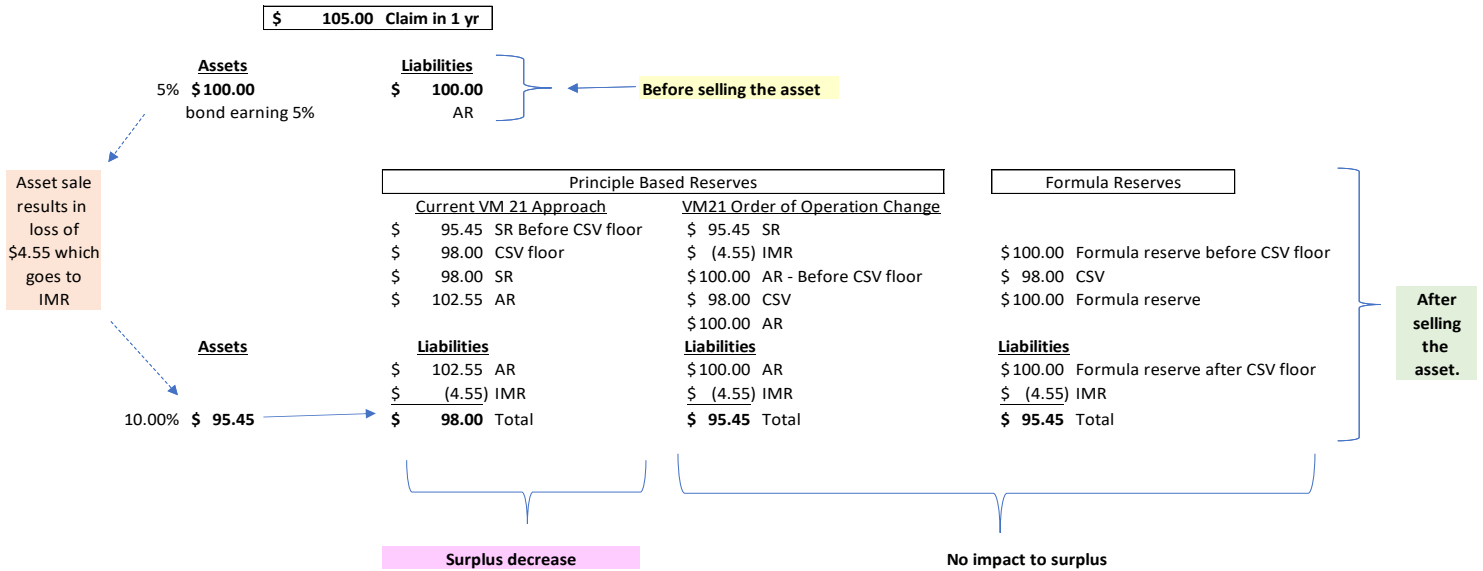 $ 105.00 Claim in 1 yr
Assets Liabilities
5% $100.00 $ 100.00 Before selling the asset
bond earning 5% AR
Asset sale
results in
loss of
$4.55 which
goes to
IMR
Principle Based Reserves Formula Reserves
Current VM 21 Approach VM21 Order of Operation Change
$ 95.45 SR Before CSV floor $ 95.45 SR
$ 98.00 CSV floor $ (4.55) IMR $100.00 Formula reserve before CSV floor
$ 98.00 SR $100.00 AR - Before CSV floor $ 98.00 CSV
$ 102.55 AR $ 98.00 CSV $100.00 Formula reserve
$100.00 AR
After
selling
the
asset.
Assets Liabilities Liabilities Liabilities
$ 102.55 AR $100.00 AR $100.00 Formula reserve after CSV floor
$ (4.55) IMR $ (4.55) IMR $ (4.55) IMR
10.00% $ 95.45 $ 98.00 Total $ 95.45 Total $ 95.45 Total
Surplus decrease No impact to surplus